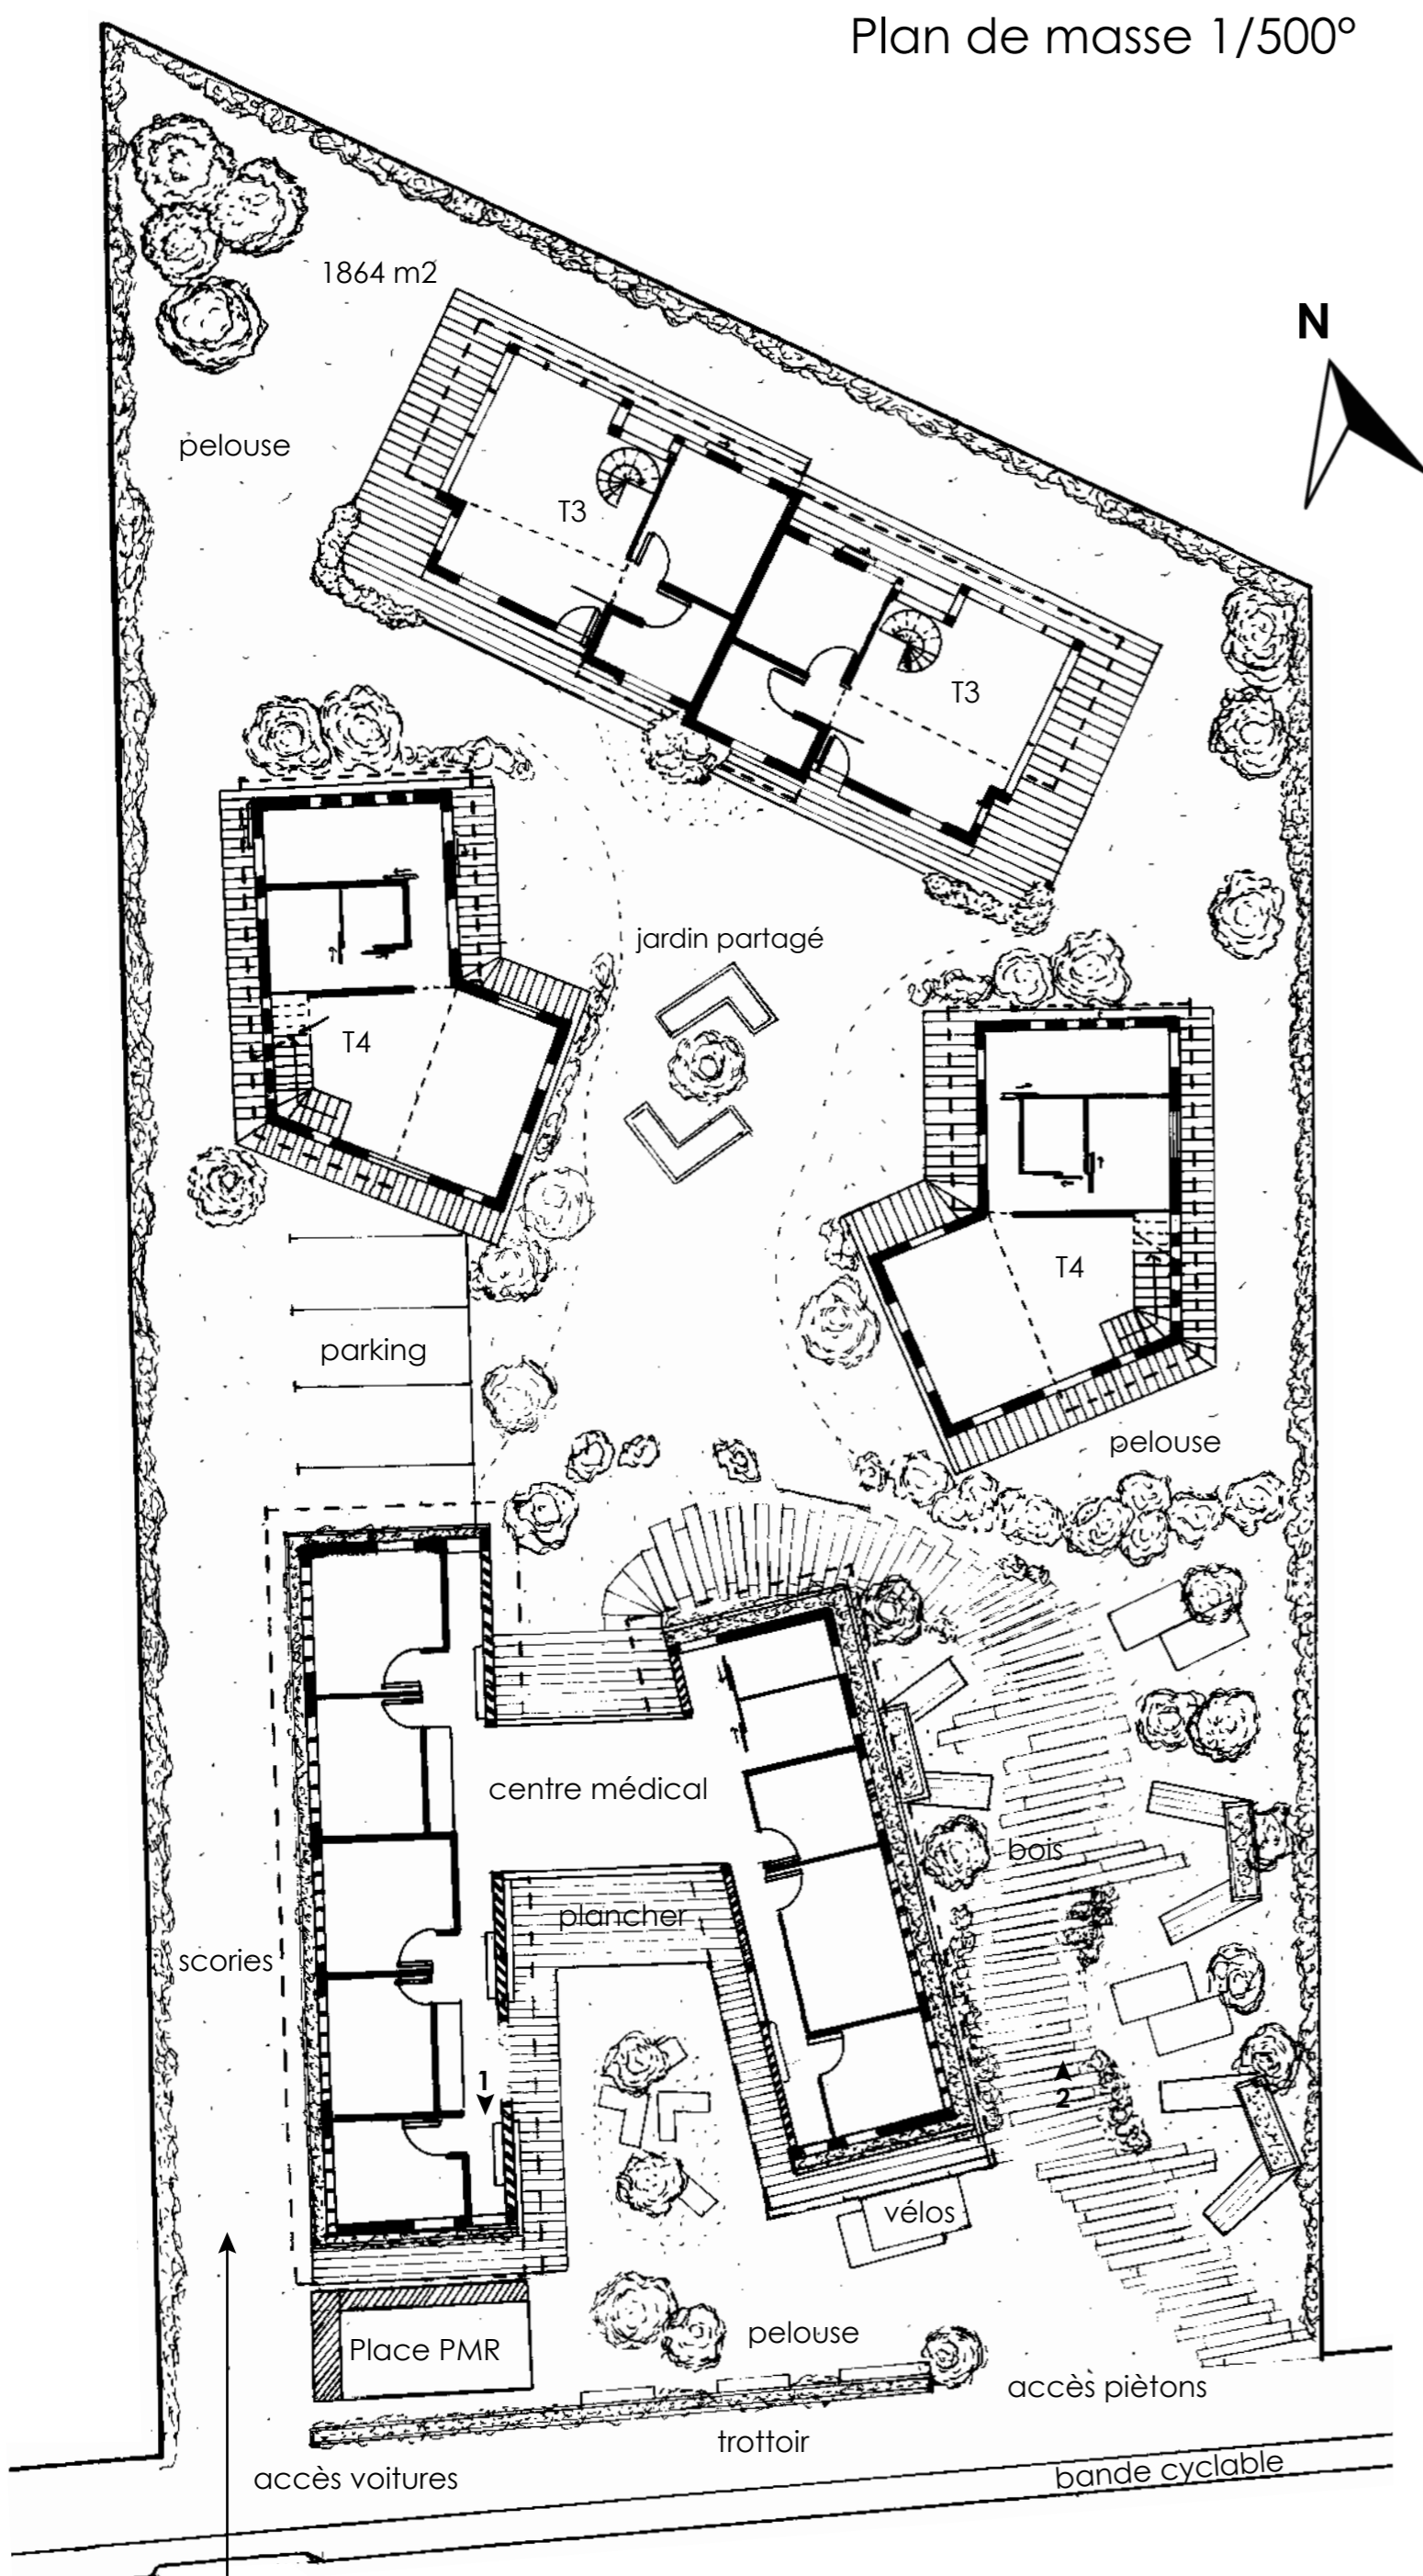 Plan de masse 1/500°
1864 m2
N
pelouse
T3
T3
jardin partagé
T4
T4
parking
pelouse
centre médical
bois
plancher
scories
1
2
vélos
pelouse
Place PMR
accès piètons
trottoir
bande cyclable
accès voitures